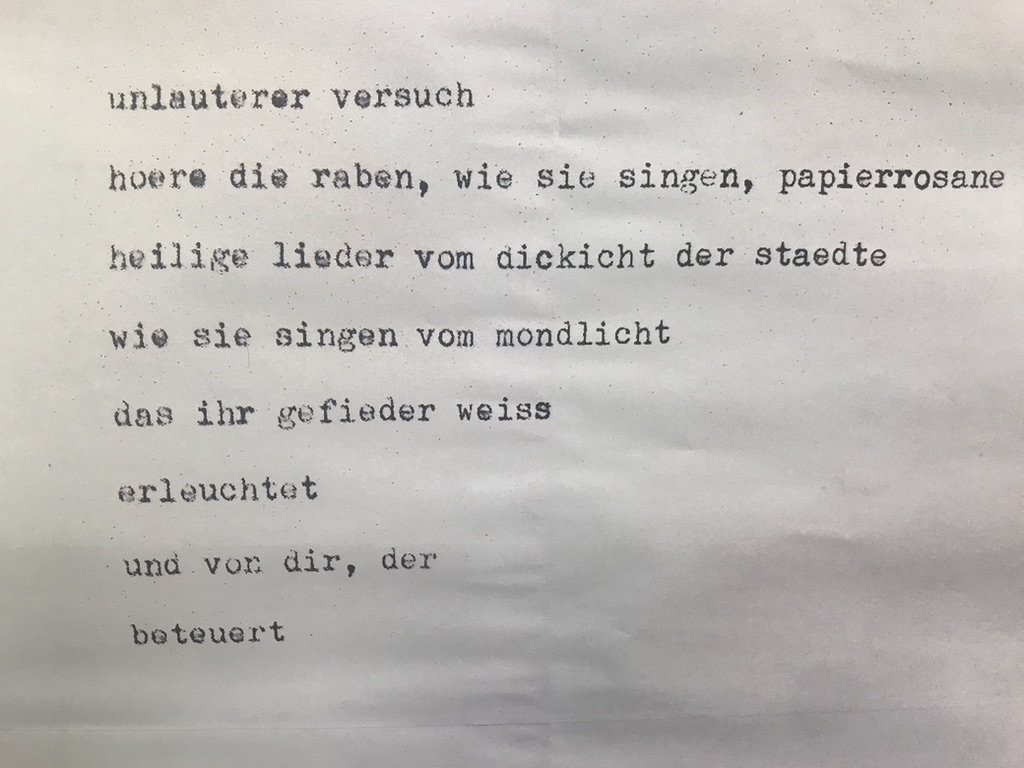 unlauterer versuch
hoere die raben, wie sie singen, papierrosane
heilige lieder vom dickicht der staedte
wie sie singen vom mondlicht
das ihr gefieder weiss
erleuchtet
und von dir, der
beteuert